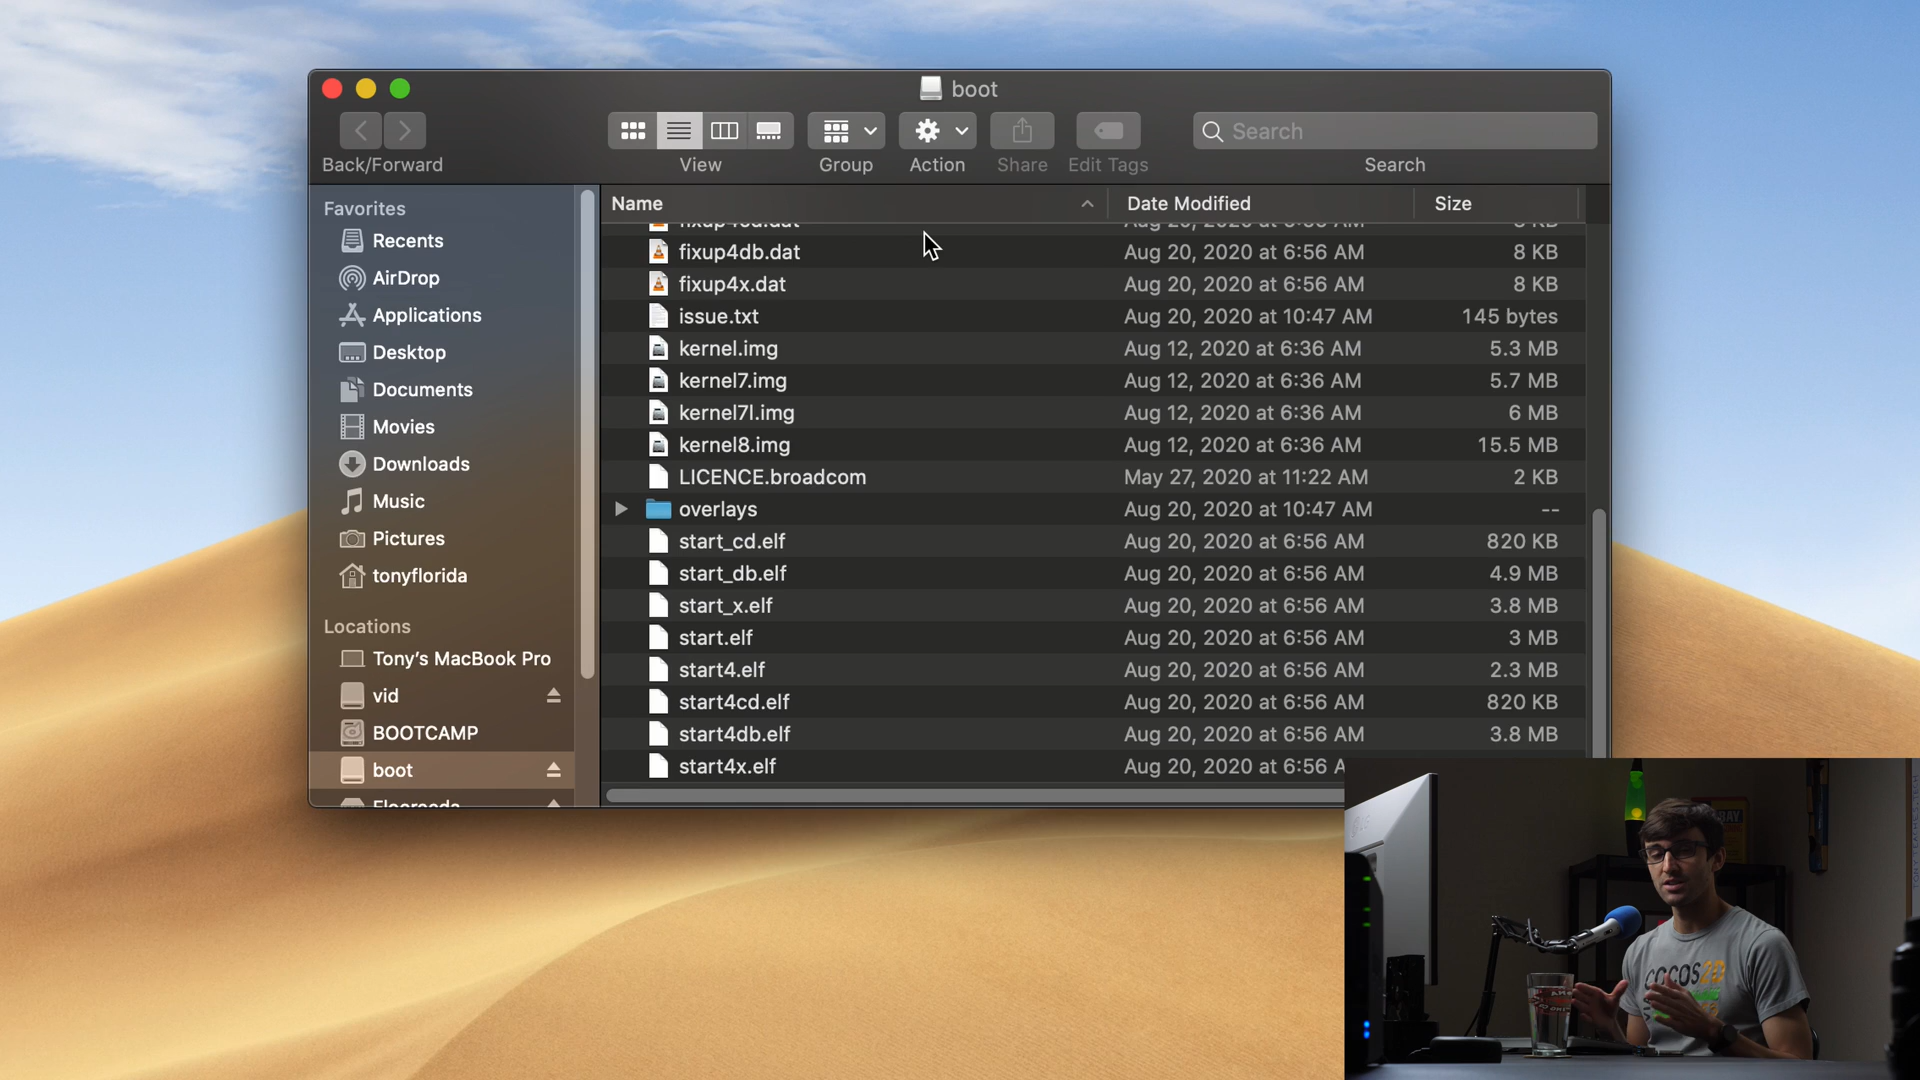 boot
Back/Forward
View
Group
Action
Share
Edit Tags
Search
Search
Favorites
Recents
AirDrop
Applications
Desktop
Documents
Movies
Downloads
Music
Pictures
tonyflorida
Locations
Tony's MacBook Pro
vid
BOOTCAMP
boot
Name Date Modified Size
fixup4db.dat Aug 20, 2020 at 6:56 AM 8 KB
fixup4x.dat Aug 20, 2020 at 6:56 AM 8 KB
issue.txt Aug 20, 2020 at 10:47 AM 145 bytes
kernel.img Aug 12, 2020 at 6:36 AM 5.3 MB
kernel7.img Aug 12, 2020 at 6:36 AM 5.7 MB
kernel7l.img Aug 12, 2020 at 6:36 AM 6 MB
kernel8.img Aug 12, 2020 at 6:36 AM 15.5 MB
LICENCE.broadcom May 27, 2020 at 11:22 AM 2 KB
overlays Aug 20, 2020 at 10:47 AM --
start_cd.elf Aug 20, 2020 at 6:56 AM 820 KB
start_db.elf Aug 20, 2020 at 6:56 AM 4.9 MB
start_x.elf Aug 20, 2020 at 6:56 AM 3.8 MB
start.elf Aug 20, 2020 at 6:56 AM 3 MB
start4.elf Aug 20, 2020 at 6:56 AM 2.3 MB
start4cd.elf Aug 20, 2020 at 6:56 AM 820 KB
start4db.elf Aug 20, 2020 at 6:56 AM 3.8 MB
start4x.elf Aug 20, 2020 at 6:56
COCOS2D